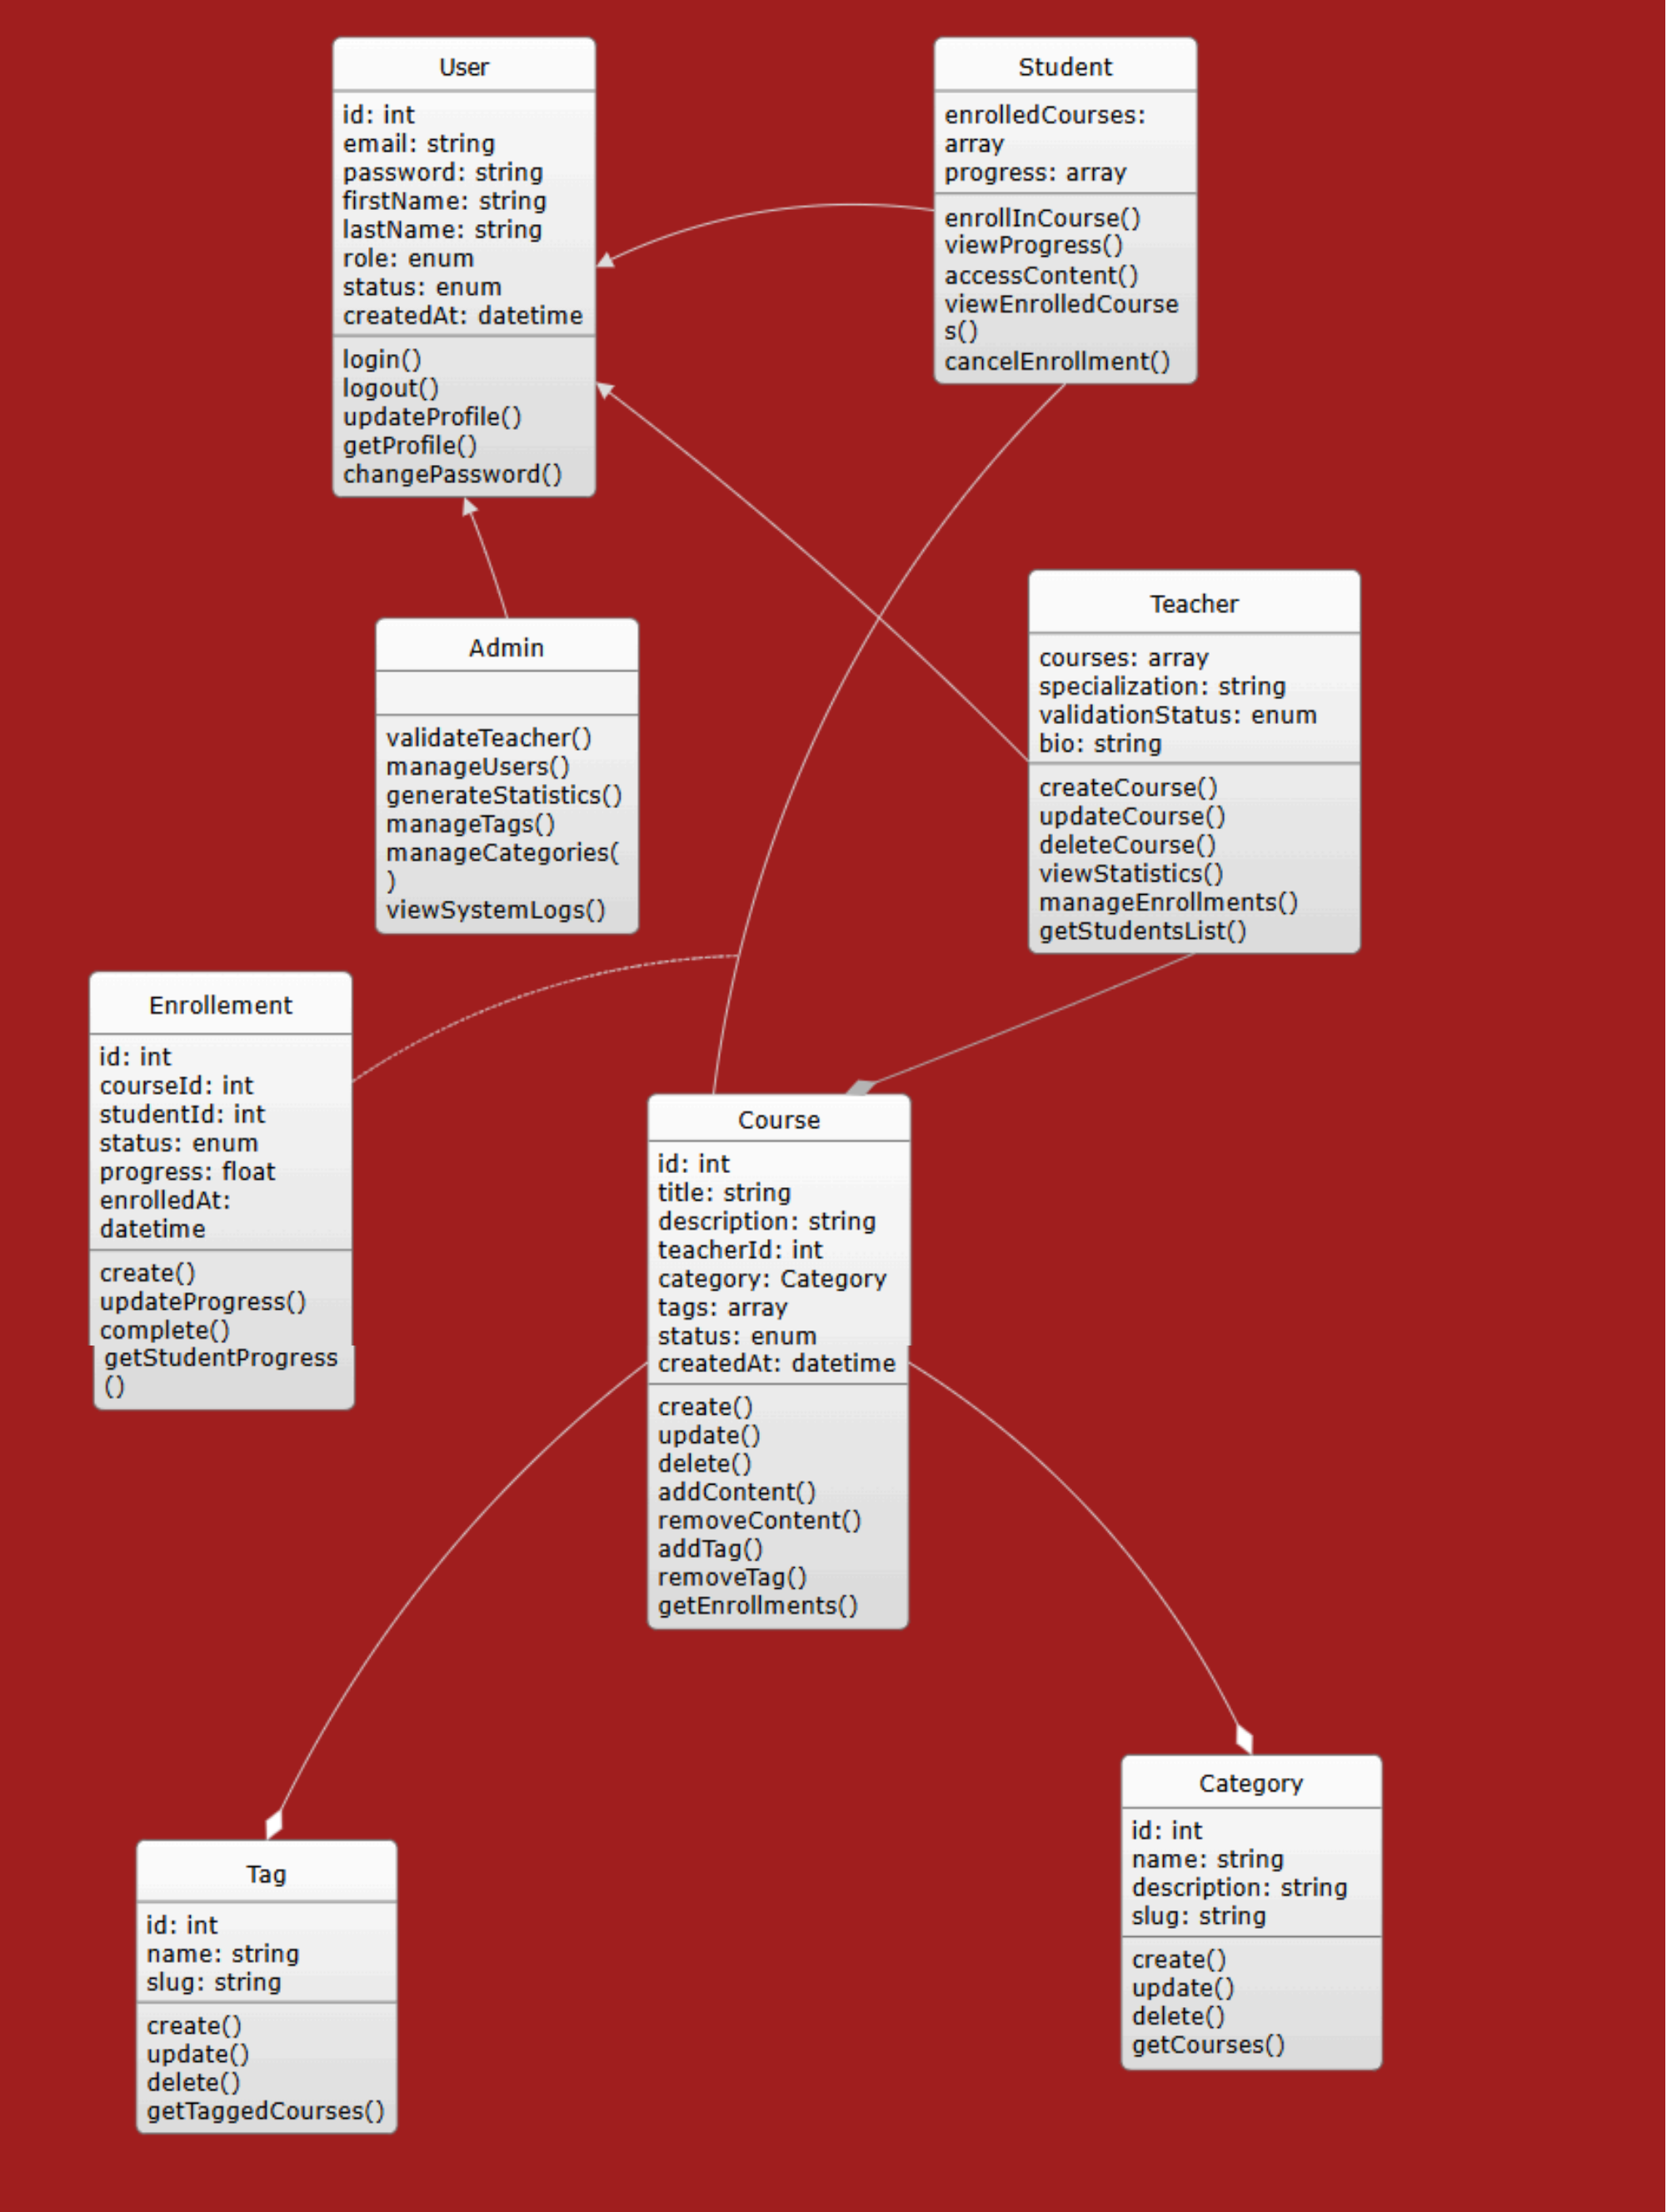 User
id: int
email: string
password: string
firstName: string
lastName: string
role: enum
status: enum
createdAt: datetime
login()
logout()
updateProfile()
getProfile()
changePassword()
Student
enrolledCourses:
array
progress: array
enrollInCourse()
viewProgress()
accessContent()
viewEnrolledCourse
s()
cancelEnrollment()
Admin
validateTeacher()
manageUsers()
generateStatistics()
manageTags()
manageCategories(
)
viewSystemLogs()
Teacher
courses: array
specialization: string
validationStatus: enum
bio: string
createCourse()
updateCourse()
deleteCourse()
viewStatistics()
manageEnrollments()
getStudentsList()
Enrollement
id: int
courseId: int
studentId: int
status: enum
progress: float
enrolledAt:
datetime
create()
updateProgress()
complete()
getStudentProgress
()
Course
id: int
title: string
description: string
teacherId: int
category: Category
tags: array
status: enum
createdAt: datetime
create()
update()
delete()
addContent()
removeContent()
addTag()
removeTag()
getEnrollments()
Tag
id: int
name: string
slug: string
create()
update()
delete()
getTaggedCourses()
Category
id: int
name: string
description: string
slug: string
create()
update()
delete()
getCourses()